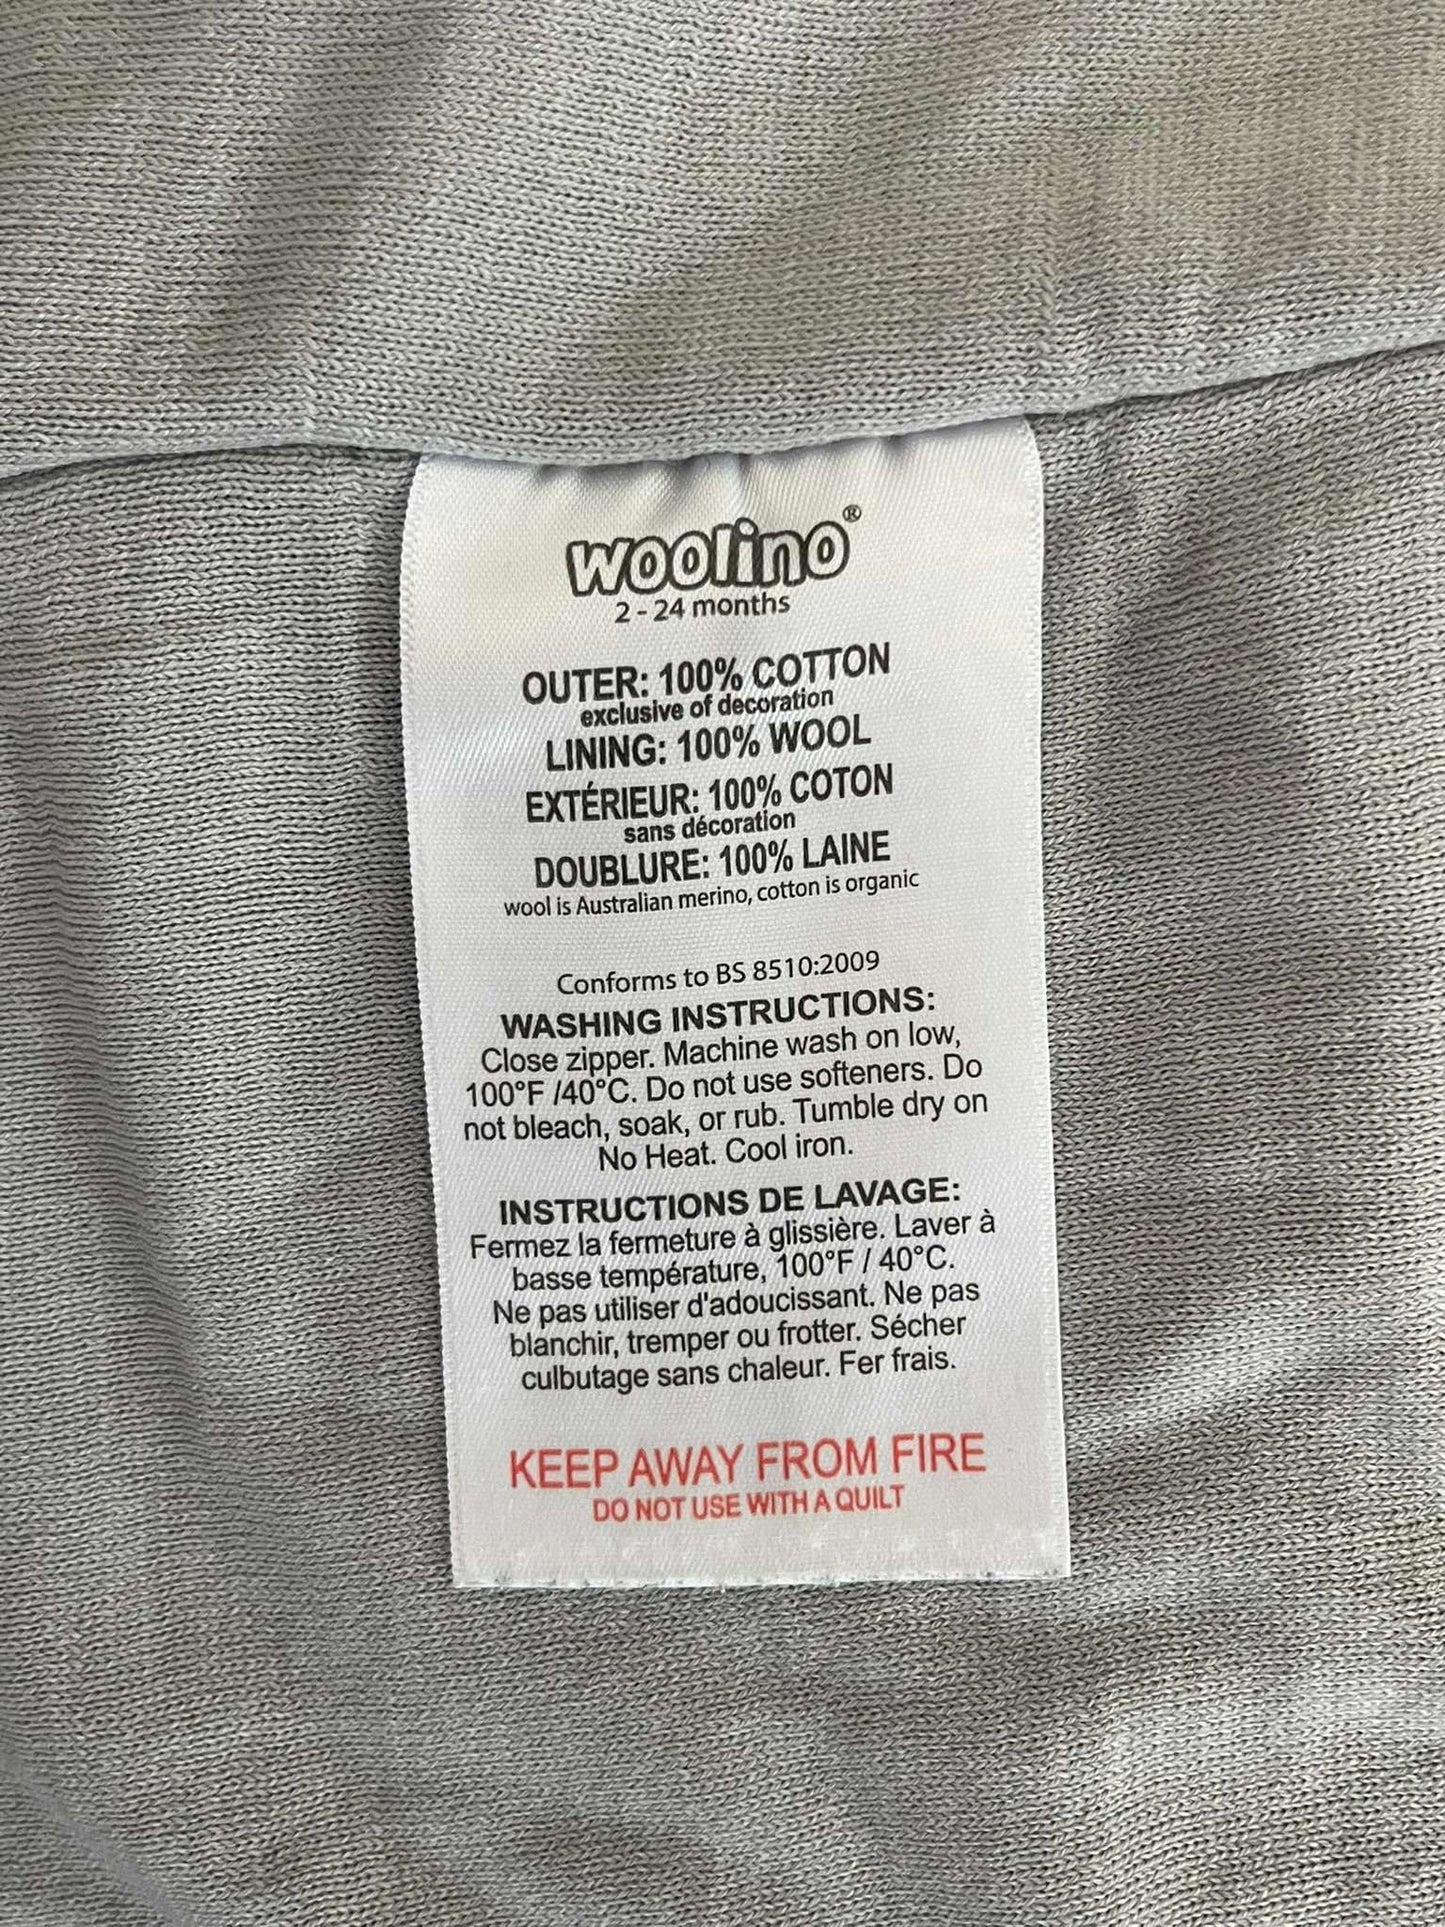 woolino®
2 - 24 months
OUTER: 100% COTTON
exclusive of decoration
LINING: 100% WOOL
EXTÉRIEUR: 100% COTON
sans décoration
DOUBLURE: 100% LAINE
wool is Australian merino, cotton is organic
Conforms to BS 8510:2009
WASHING INSTRUCTIONS:
Close zipper. Machine wash on low,
100°F /40°C. Do not use softeners. Do
not bleach, soak, or rub. Tumble dry on
No Heat. Cool iron.
INSTRUCTIONS DE LAVAGE:
Fermez la fermeture à glissière. Laver à
basse température, 100°F / 40°C.
Ne pas utiliser d'adoucissant. Ne pas
blanchir, tremper ou frotter. Sécher
culbutage sans chaleur. Fer frais.
KEEP AWAY FROM FIRE
DO NOT USE WITH A QUILT